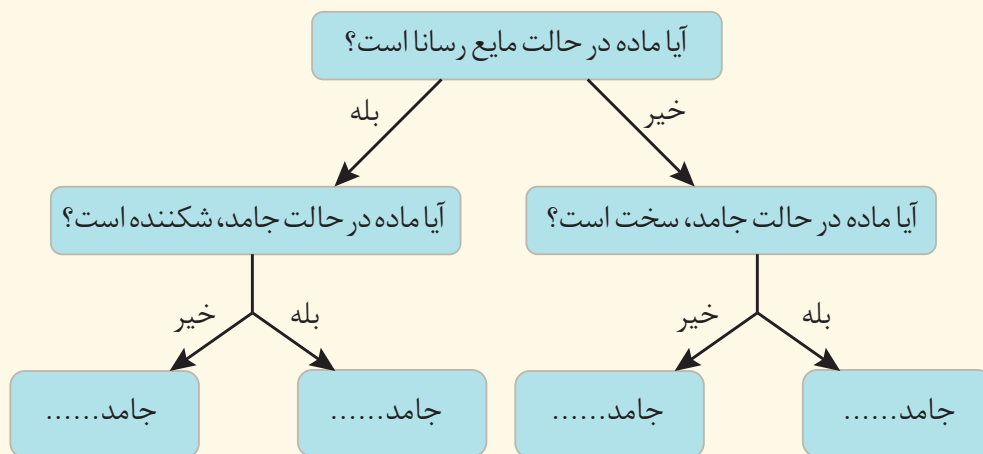 آیا ماده در حالت مایع رسانا است؟
خیر
بله
آیا ماده در حالت جامد، سخت است؟
آیا ماده در حالت جامد، شکننده است؟
بله
خیر
بله
خیر
جامد......
جامد......
جامد......
جامد......